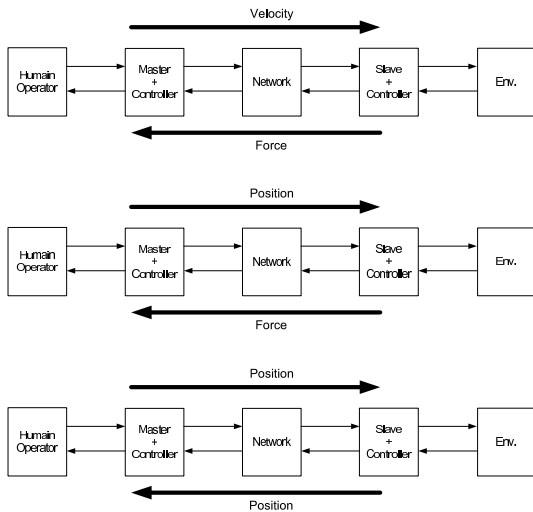 Velocity
Humain
Operator
Master
+
Controller
Network
Slave
+
Controller
Env.
Force
Position
Humain
Operator
Master
+
Controller
Network
Slave
+
Controller
Env.
Force
Position
Humain
Operator
Master
+
Controller
Network
Slave
+
Controller
Env.
Position